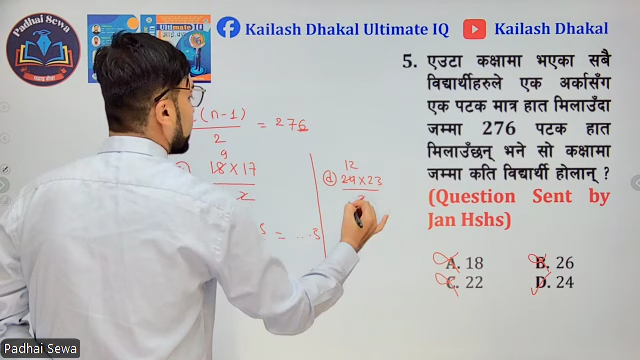 Padhai Sewa
Ultimate IQ
Kailash Dhakal Ultimate IQ
Kailash Dhakal
5. एउटा कक्षामा भएका सबै
विद्यार्थीहरुले एक अर्कासँग
एक पटक मात्र हात मिलाउँदा
जम्मा 276 पटक हात
मिलाउँछन् भने सो कक्षामा
जम्मा कति विद्यार्थी होलान् ?
(Question Sent by
Jan Hshs)
A. 18 B. 26
C. 22 D. 24
(n-1)
2 = 276
9
18 × 17
2
= ...3
12
(d) 24 × 23
2
Padhai Sewa